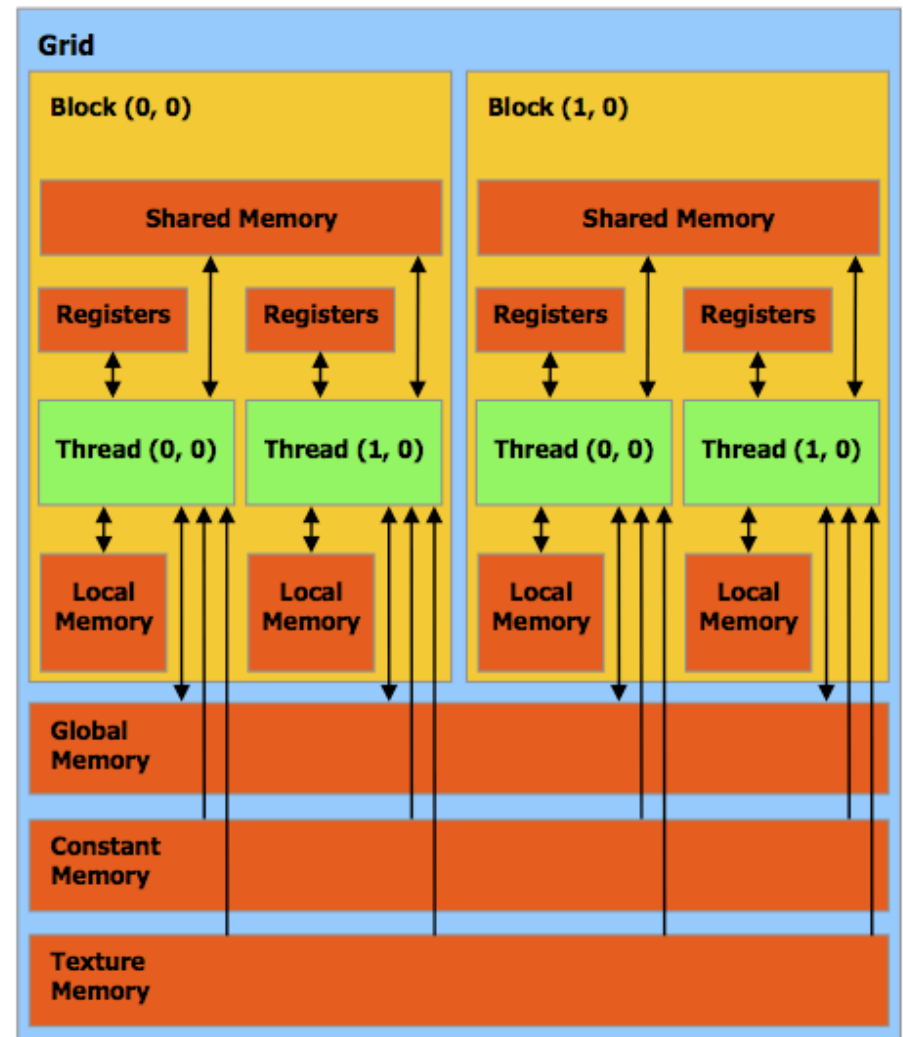 Grid
Block (0, 0)
Block (1, 0)
Shared Memory
Shared Memory
Registers
Registers
Registers
Registers
Thread (0, 0)
Thread (1, 0)
Thread (0, 0)
Thread (1, 0)
Local
Memory
Local
Memory
Local
Memory
Local
Memory
Global
Memory
Constant
Memory
Texture
Memory